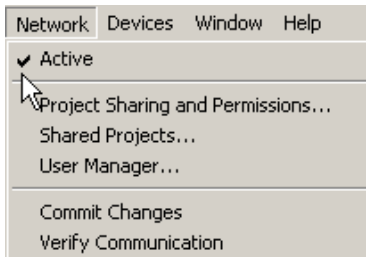 Network Devices Window Help
Active
Project Sharing and Permissions...
Shared Projects...
User Manager...
Commit Changes
Verify Communication